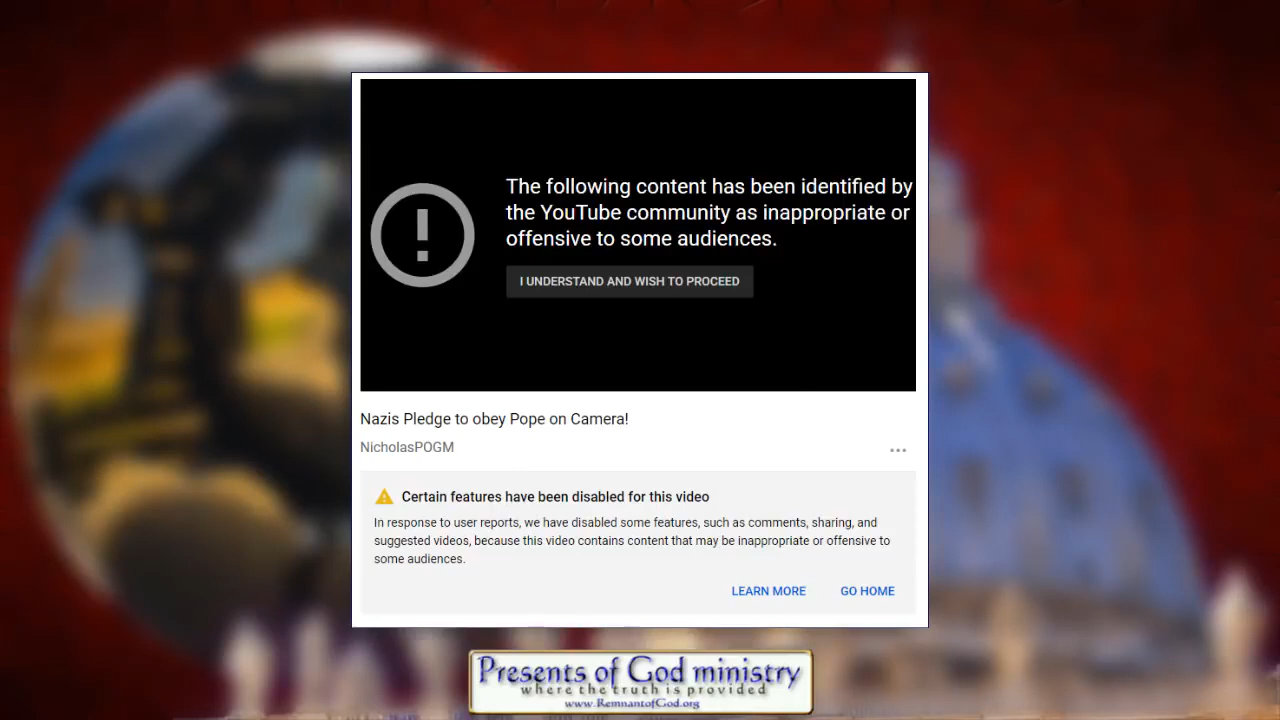 The following content has been identified by
the YouTube community as inappropriate or
offensive to some audiences.
I UNDERSTAND AND WISH TO PROCEED
Nazis Pledge to obey Pope on Camera!
NicholasPOGM
Certain features have been disabled for this video
In response to user reports, we have disabled some features, such as comments, sharing, and
suggested videos, because this video contains content that may be inappropriate or offensive to
some audiences.
LEARN MORE GO HOME
Presents of God ministry
where the truth is provided
www.RemnantofGod.org